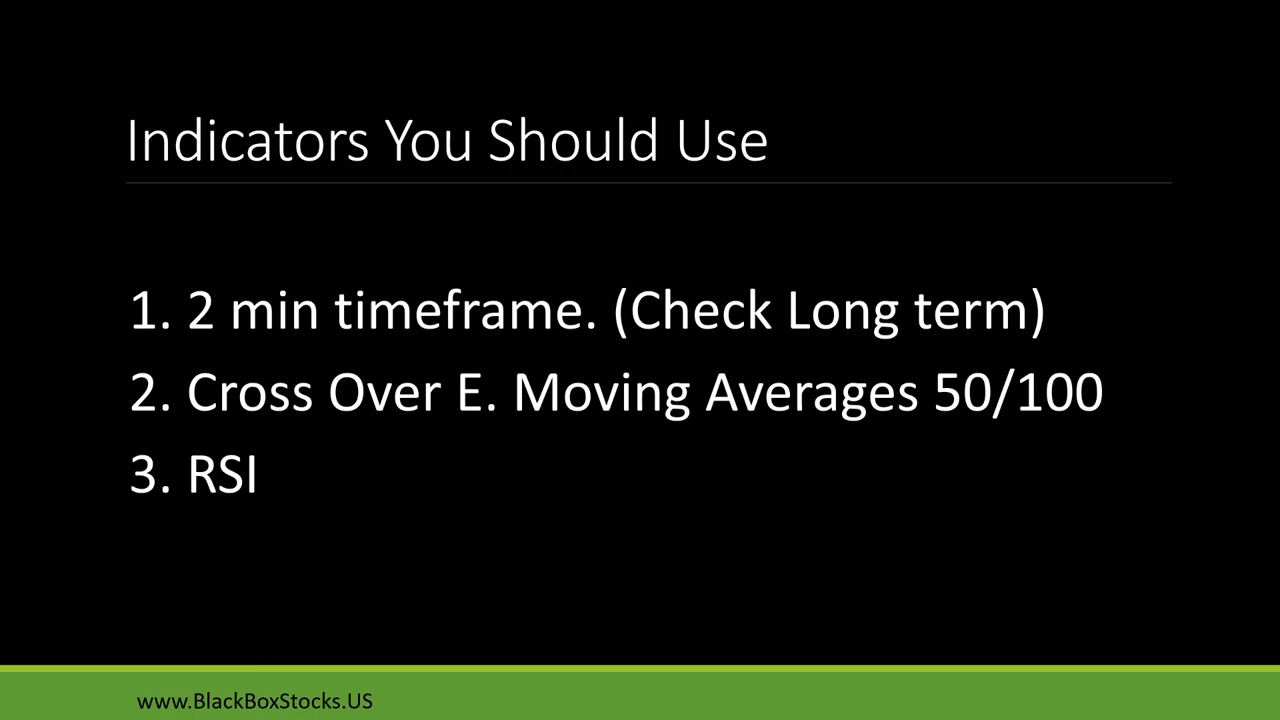 Indicators You Should Use
1. 2 min timeframe. (Check Long term)
2. Cross Over E. Moving Averages 50/100
3. RSI
www.BlackBoxStocks.US